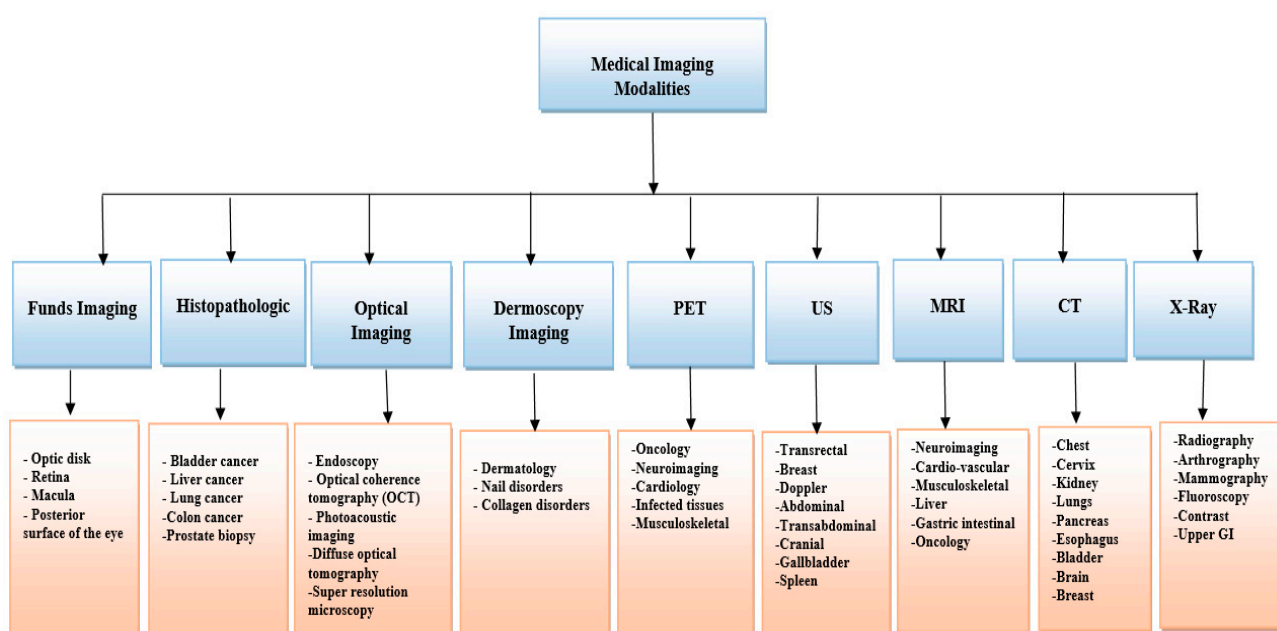 Medical Imaging
Modalities
Funds Imaging
Histopathologic
Optical
Imaging
Dermoscopy
Imaging
PET
US
MRI
CT
X-Ray
- Optic disk
- Retina
- Macula
- Posterior
surface of the eye
- Bladder cancer
- Liver cancer
- Lung cancer
-Colon cancer
-Prostate biopsy
- Endoscopy
- Optical coherence
tomography (OCT)
- Photoacoustic
imaging
-Diffuse optical
tomography
-Super resolution
microscopy
- Dermatology
- Nail disorders
- Collagen disorders
-Oncology
-Neuroimaging
-Cardiology
-Infected tissues
-Musculoskeletal
-Transrectal
-Breast
-Doppler
-Abdominal
-Transabdominal
-Cranial
-Gallbladder
-Spleen
-Neuroimaging
-Cardio-vascular
-Musculoskeletal
-Liver
-Gastric intestinal
-Oncology
-Chest
-Cervix
-Kidney
-Lungs
-Pancreas
-Esophagus
-Bladder
-Brain
-Breast
-Radiography
-Arthrography
-Mammography
-Fluoroscopy
-Contrast
-Upper GI